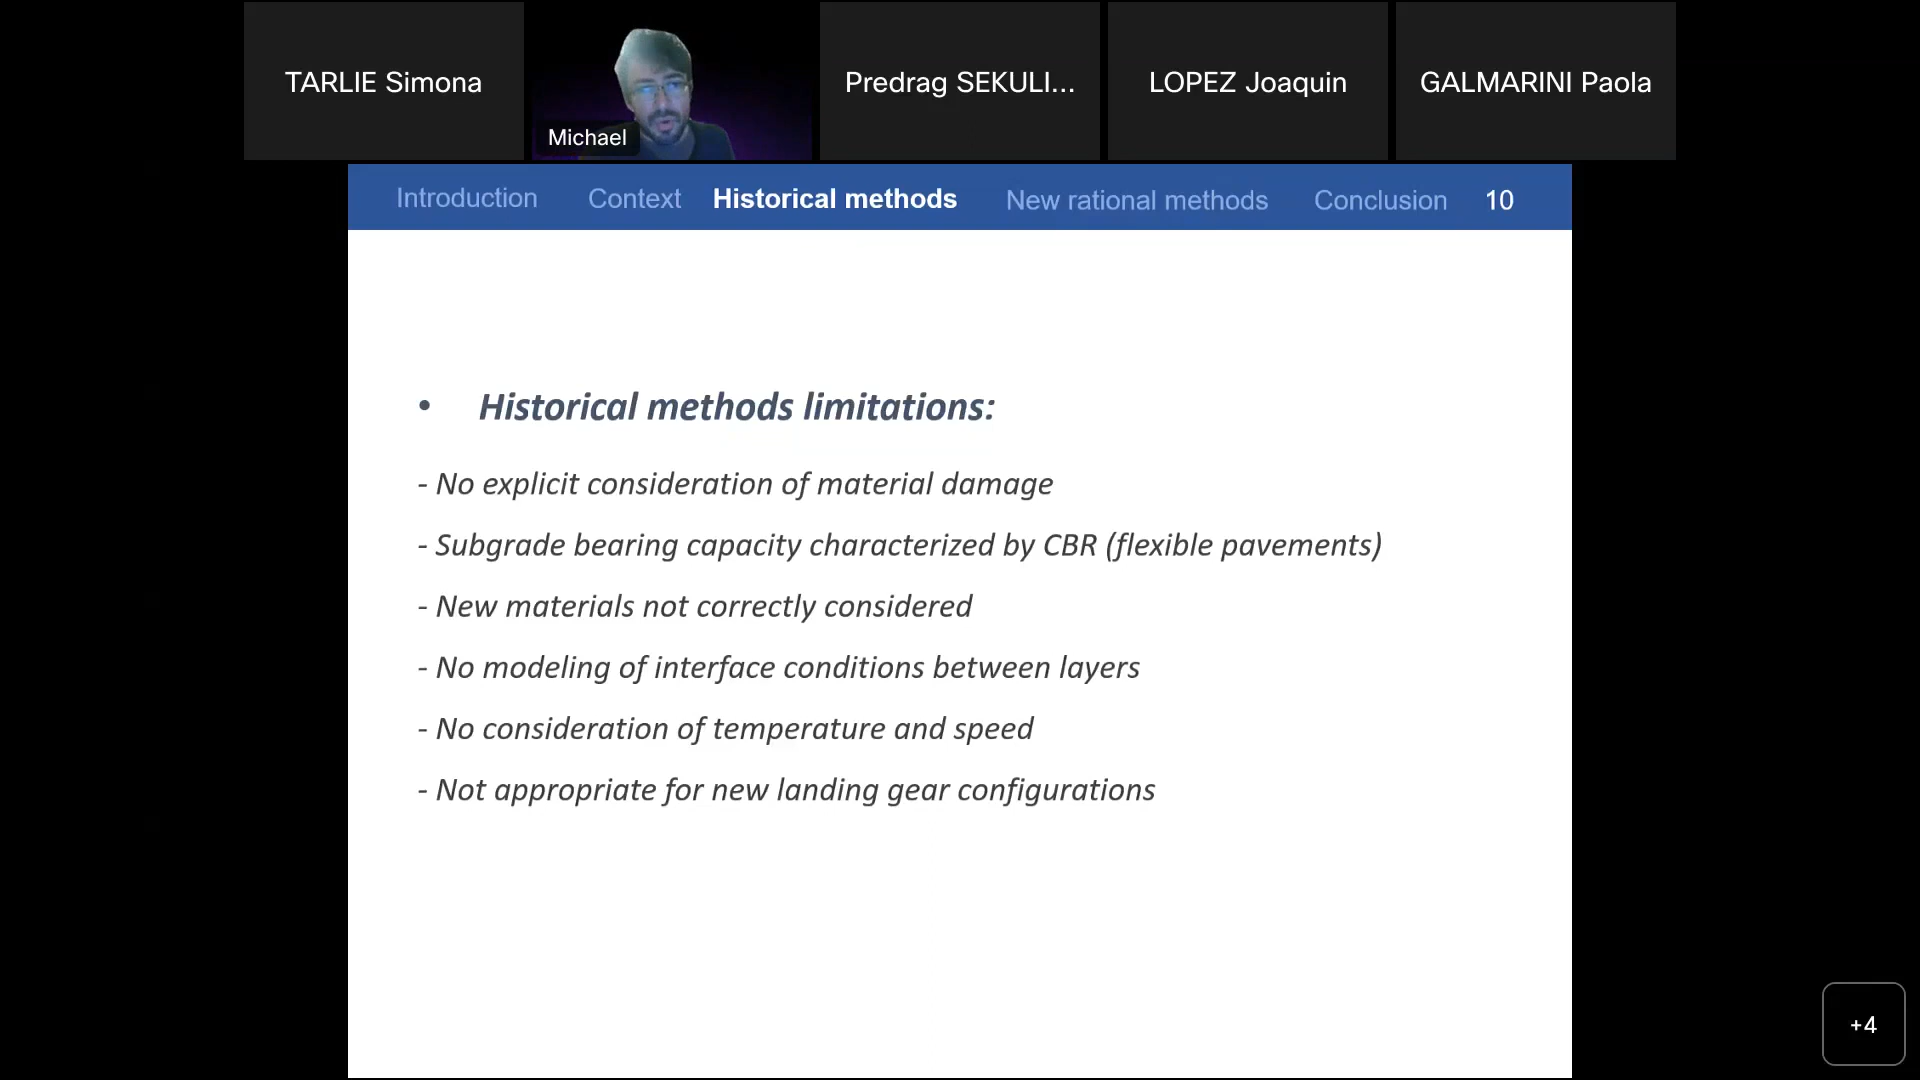 TARLIE Simona
Michael
Predrag SEKULI...
LOPEZ Joaquin
GALMARINI Paola
Introduction Context Historical methods New rational methods Conclusion 10
• Historical methods limitations:
- No explicit consideration of material damage
- Subgrade bearing capacity characterized by CBR (flexible pavements)
- New materials not correctly considered
- No modeling of interface conditions between layers
- No consideration of temperature and speed
- Not appropriate for new landing gear configurations
+4